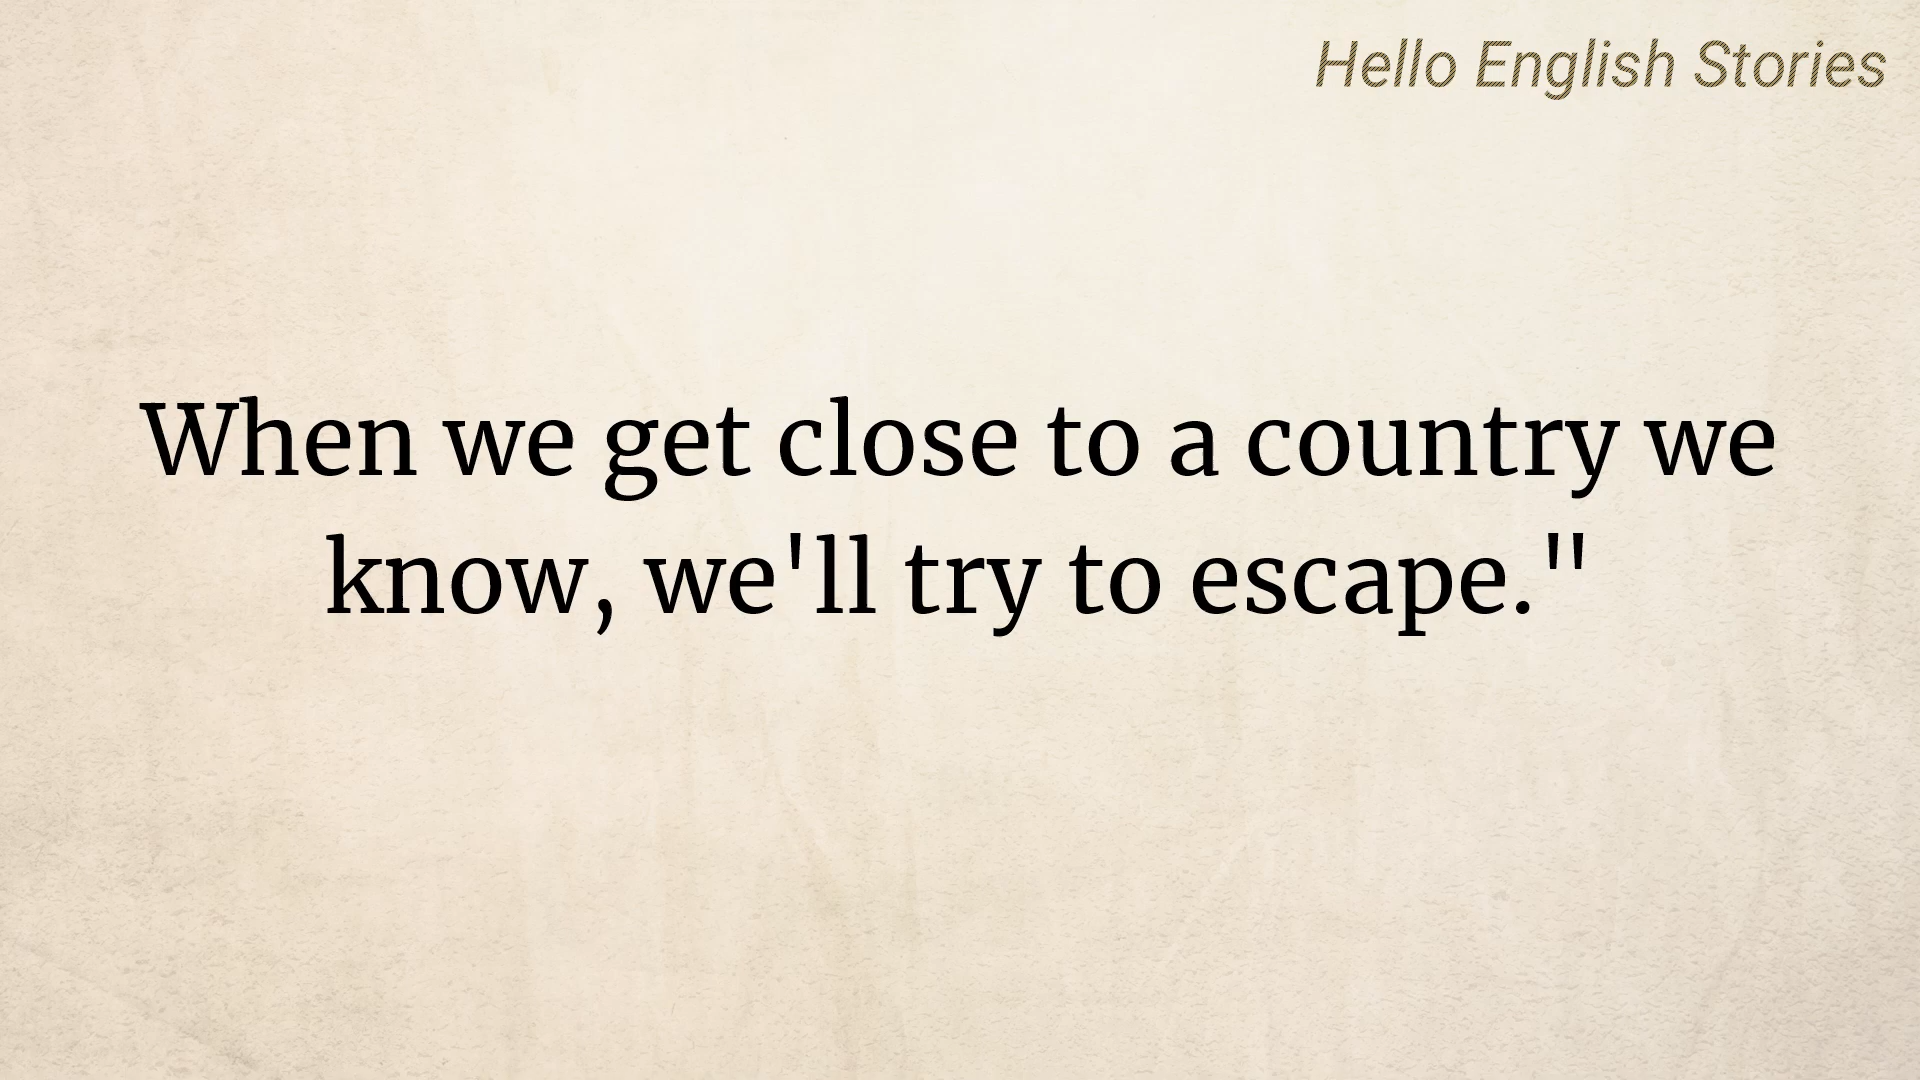 Hello English Stories
When we get close to a country we
know, we'll try to escape."